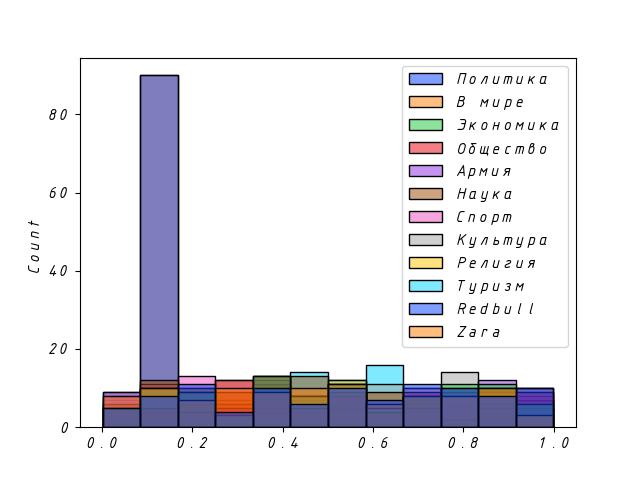 Политика
В мире
Экономика
Общество
Армия
Наука
Спорт
Культура
Религия
Туризм
Redbull
Zara
Count
80
60
40
20
0
0.0 0.2 0.4 0.6 0.8 1.0